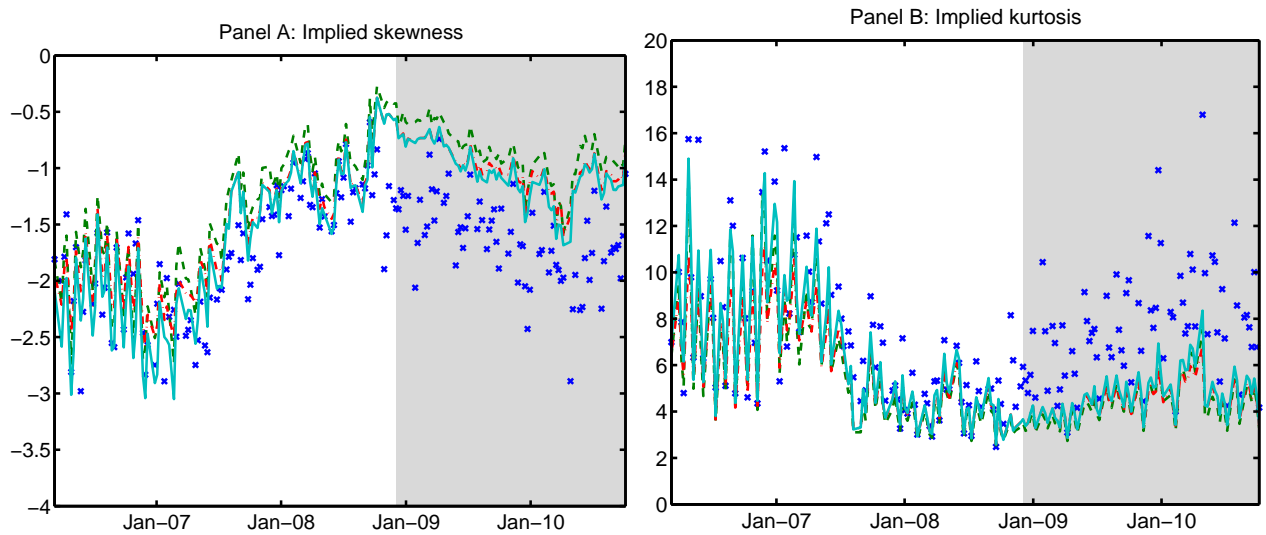 Panel A: Implied skewness
0
−0.5
−1
−1.5
−2
−2.5
−3
−3.5
−4
Jan−07
Jan−08
Jan−09
Jan−10
Panel B: Implied kurtosis
20
18
16
14
12
10
8
6
4
2
0
Jan−07
Jan−08
Jan−09
Jan−10